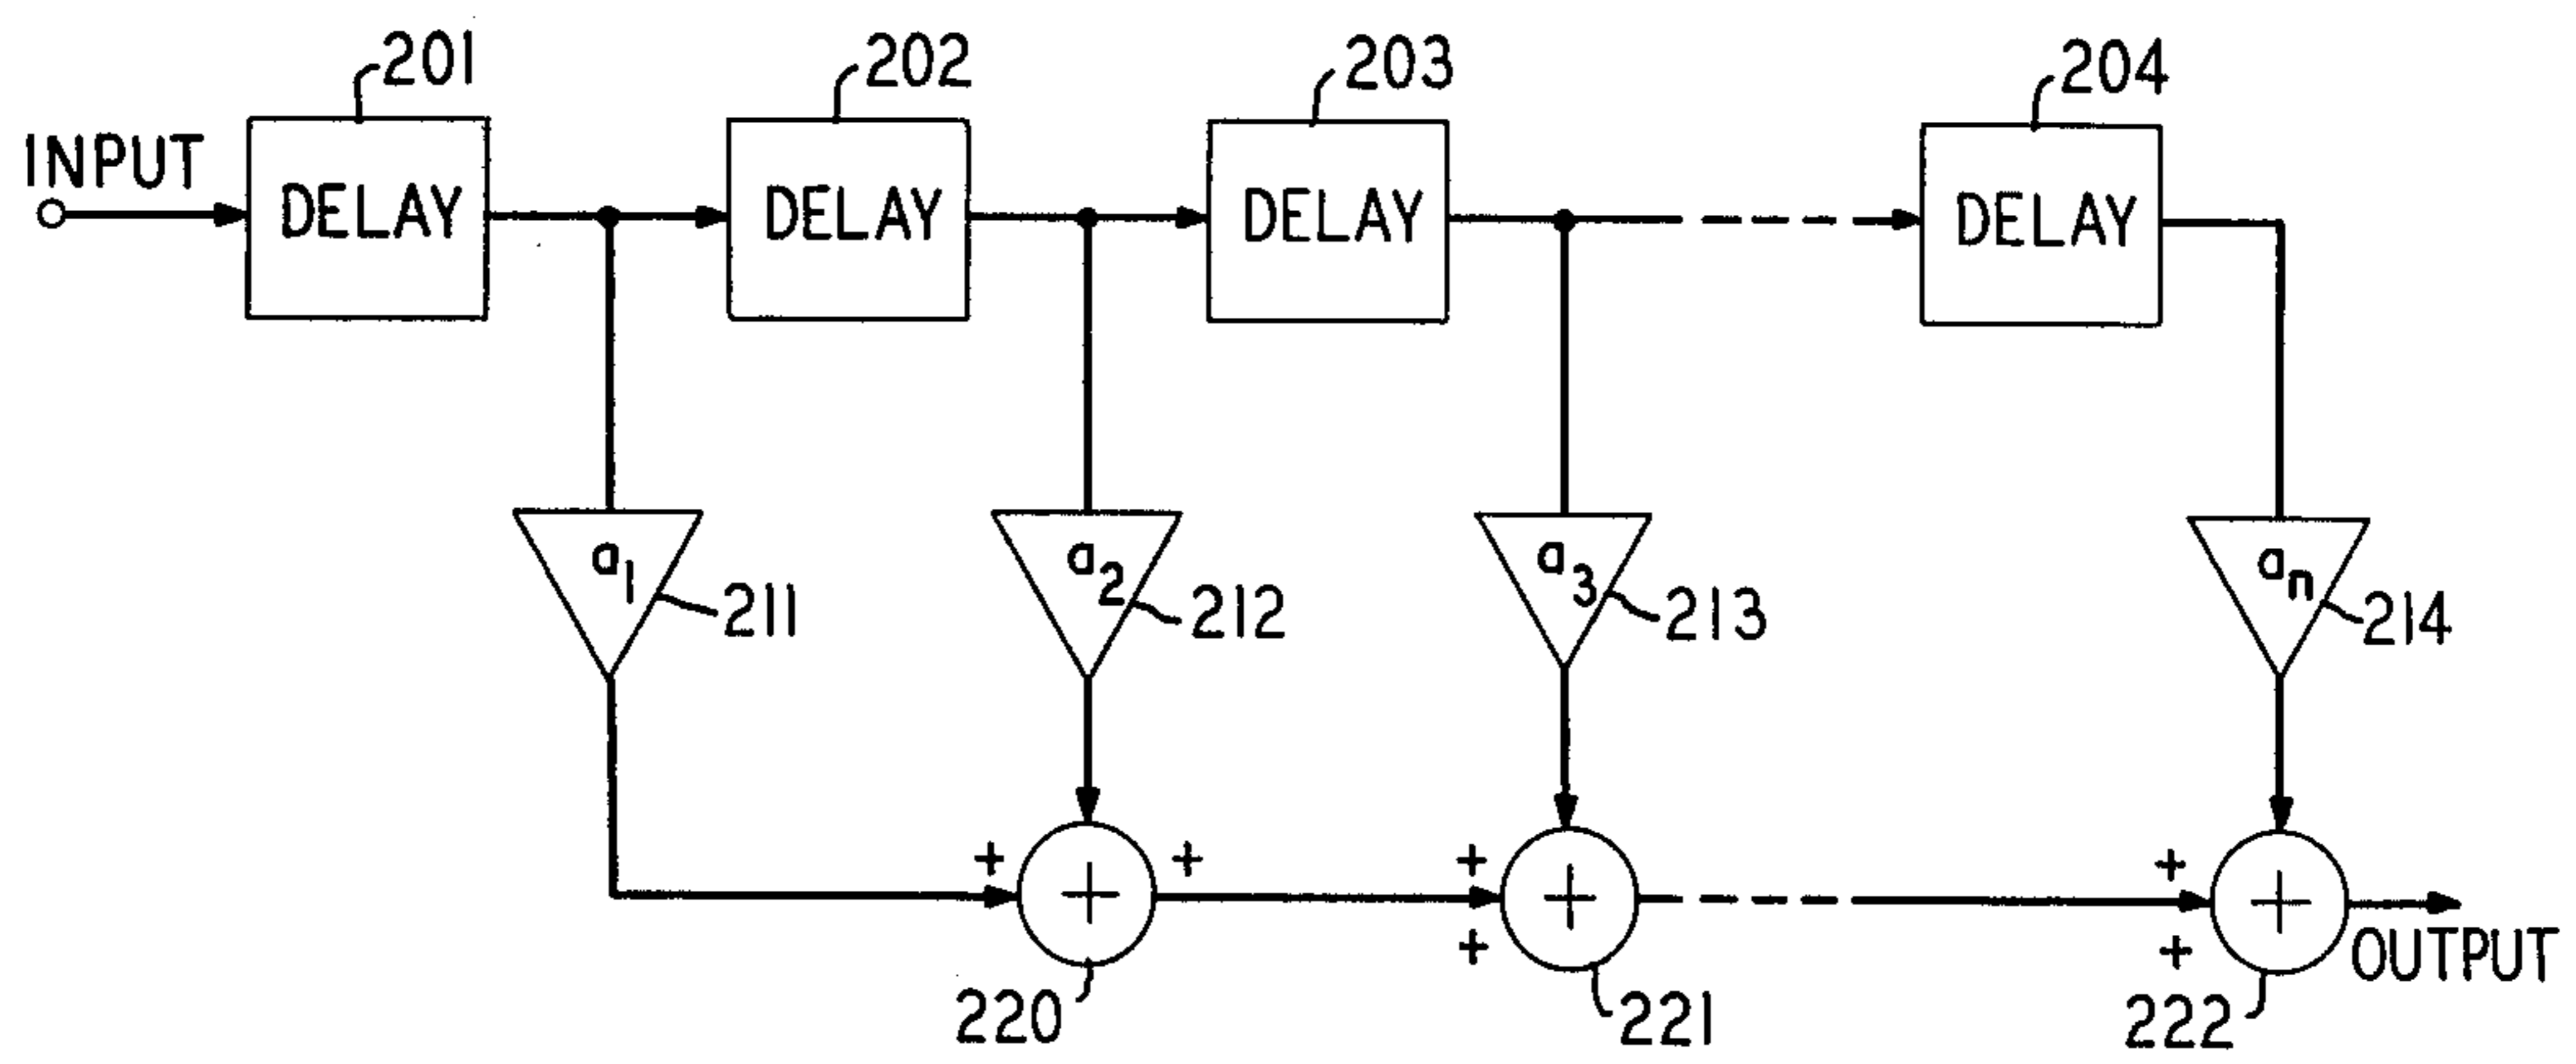 201
202
203
204
INPUT
DELAY
DELAY
DELAY
DELAY
a1
a2
a3
an
211
212
213
214
+ + + + +
+ + +
+ +
220
221
222
OUTPUT